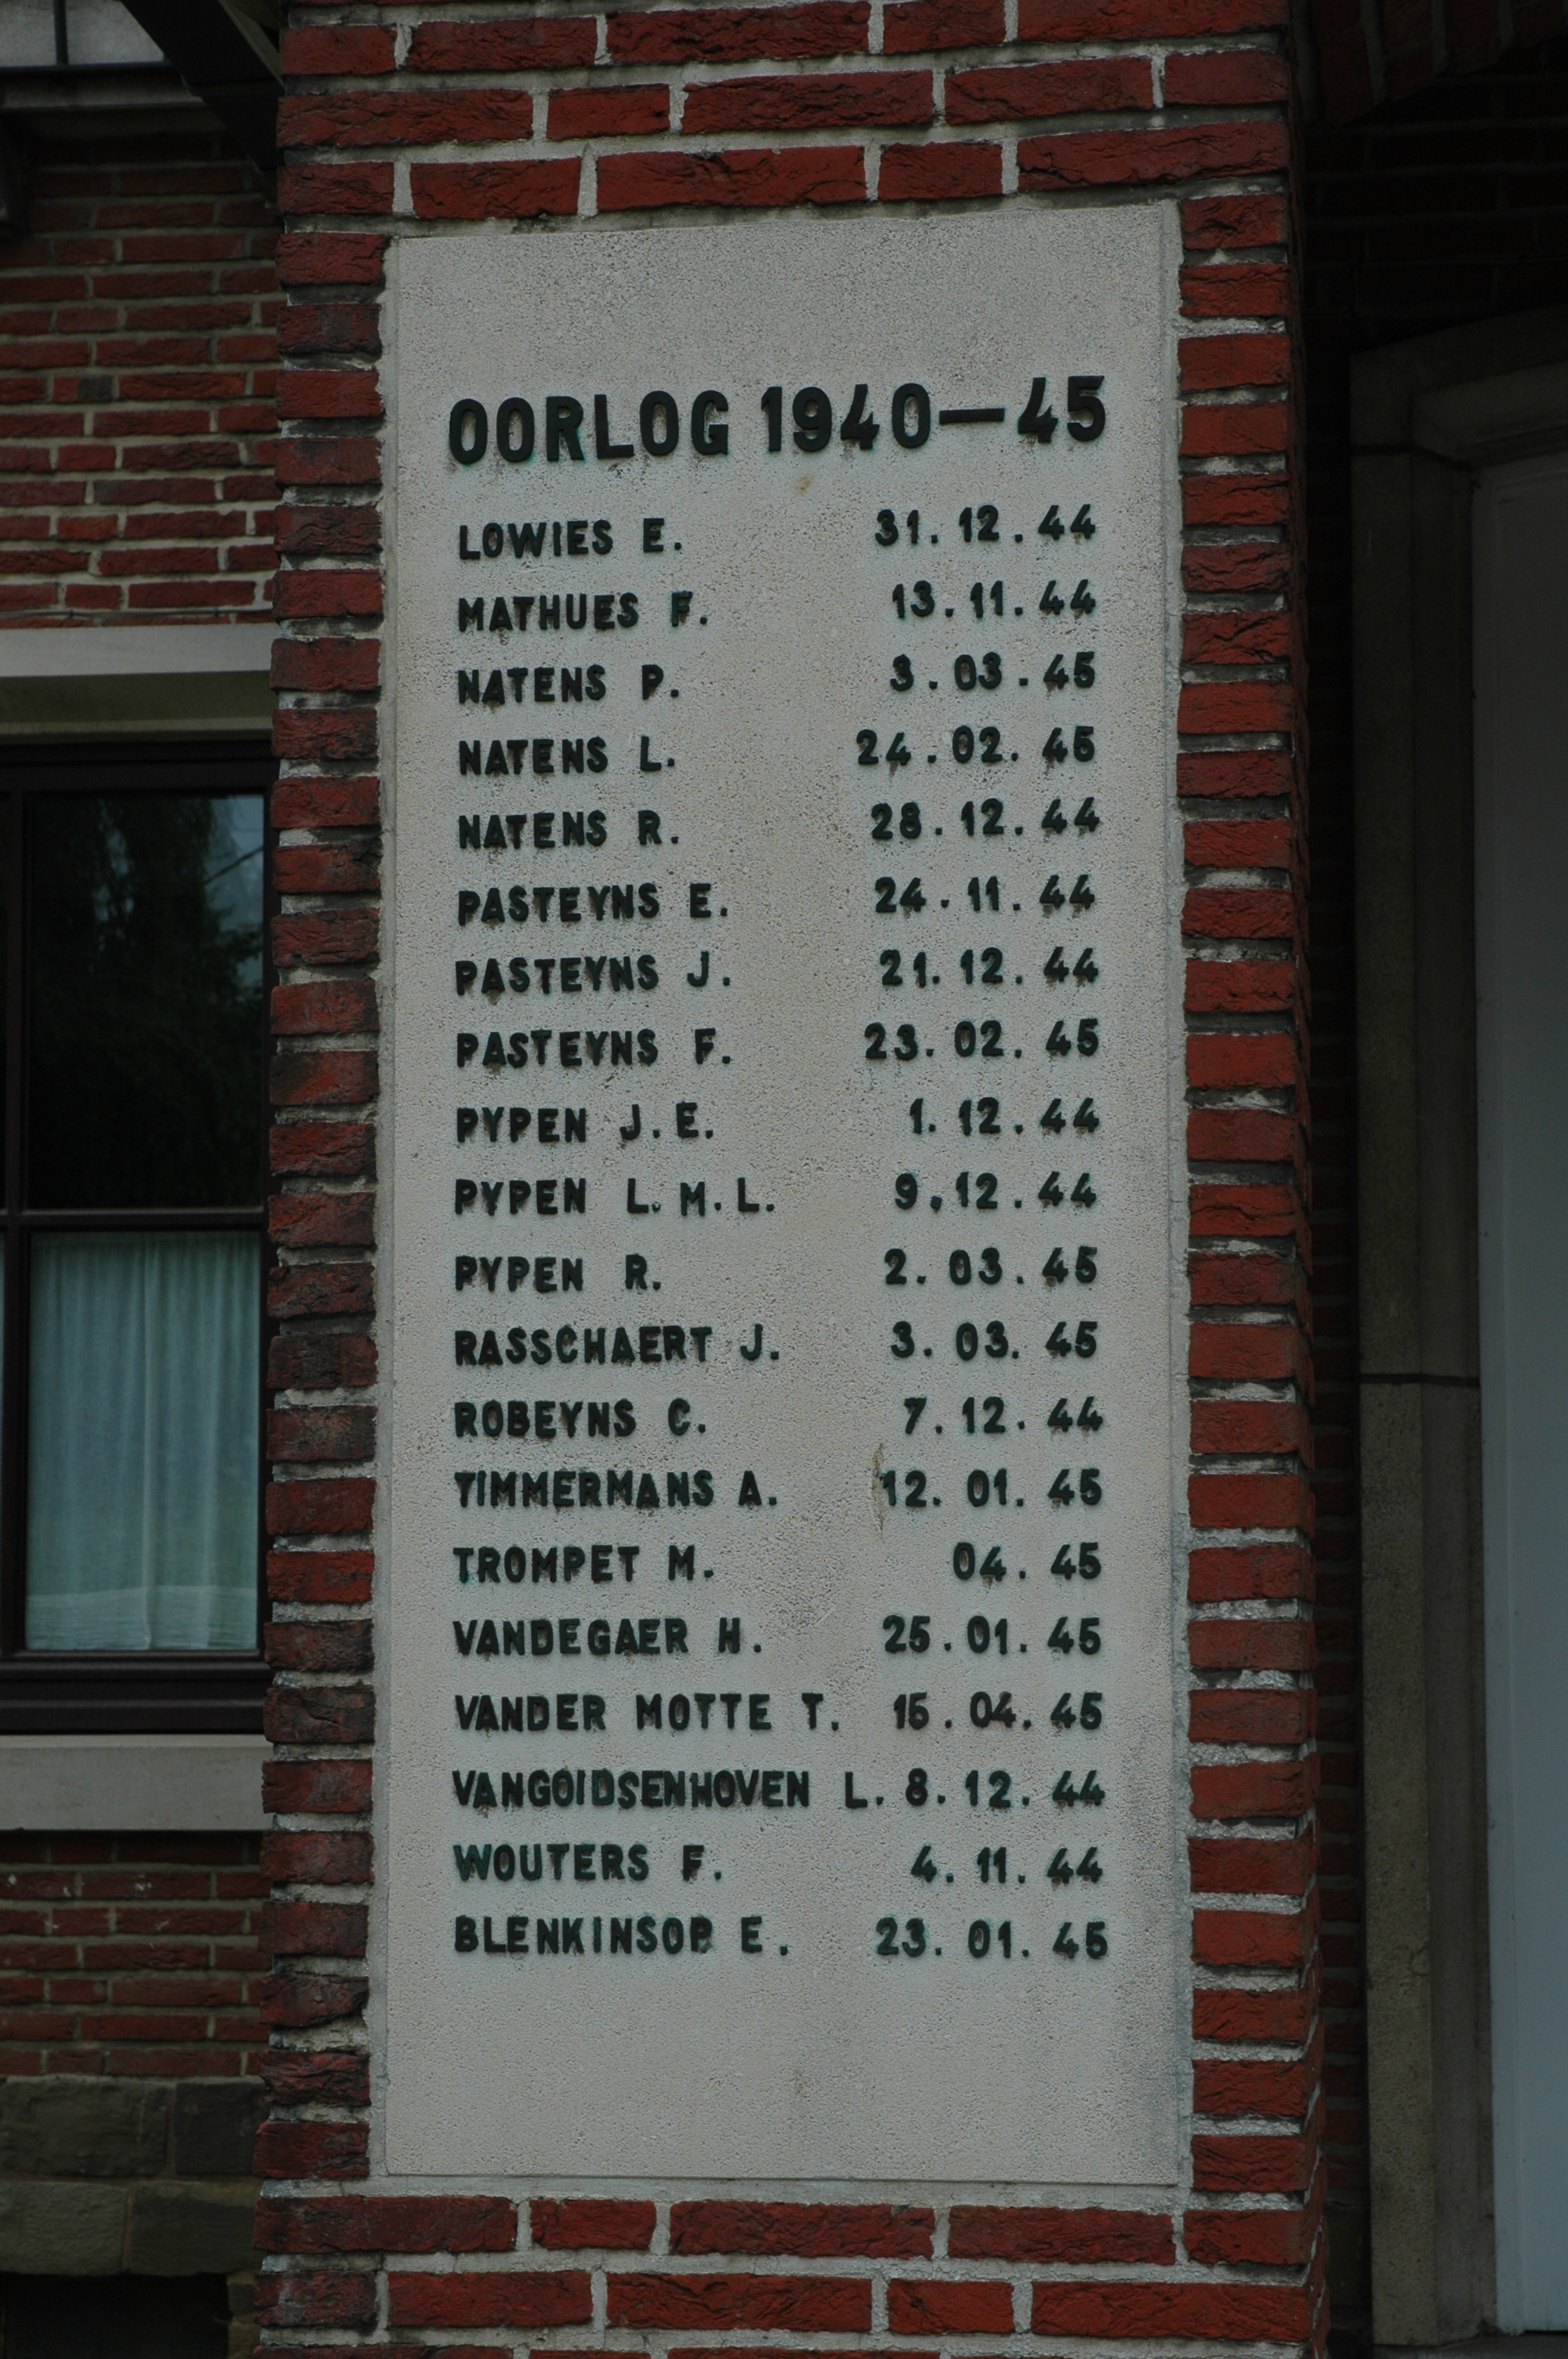 OORLOG 1940—45
LOWIES E. 31.12.44
MATHUES F. 13.11.44
NATENS P. 3.03.45
NATENS L. 24.02.45
NATENS R. 28.12.44
PASTEYNS E. 24.11.44
PASTEYNS J. 21.12.44
PASTEYNS F. 23.02.45
PYPEN J.E. 1.12.44
PYPEN L.M.L. 9.12.44
PYPEN R. 2.03.45
RASSCHAERT J. 3.03.45
ROBEYNS C. 7.12.44
TIMMERMANS A. 12.01.45
TROMPET M. 04.45
VANDEGAER H. 25.01.45
VANDER MOTTE T. 15.04.45
VANGOIDSENHOVEN L. 8.12.44
WOUTERS F. 4.11.44
BLENKINSOP E. 23.01.45